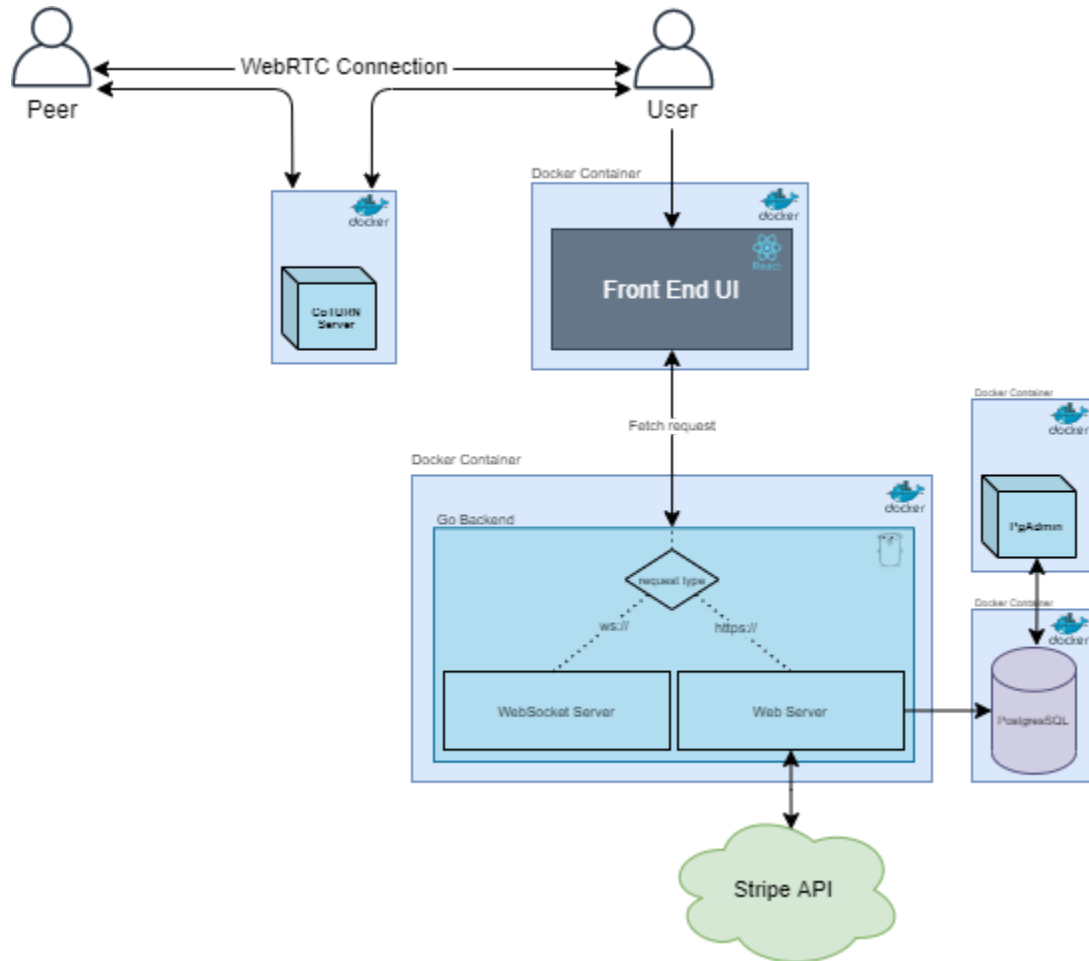 WebRTC Connection
Peer
User
Docker Container
docker
docker
React
Front End UI
CoTURN
Server
Fetch request
Docker Container
docker
Docker Container
docker
Go Backend
PgAdmin
request type
ws://
https://
Docker Container
docker
WebSocket Server
Web Server
PostgresSQL
Stripe API